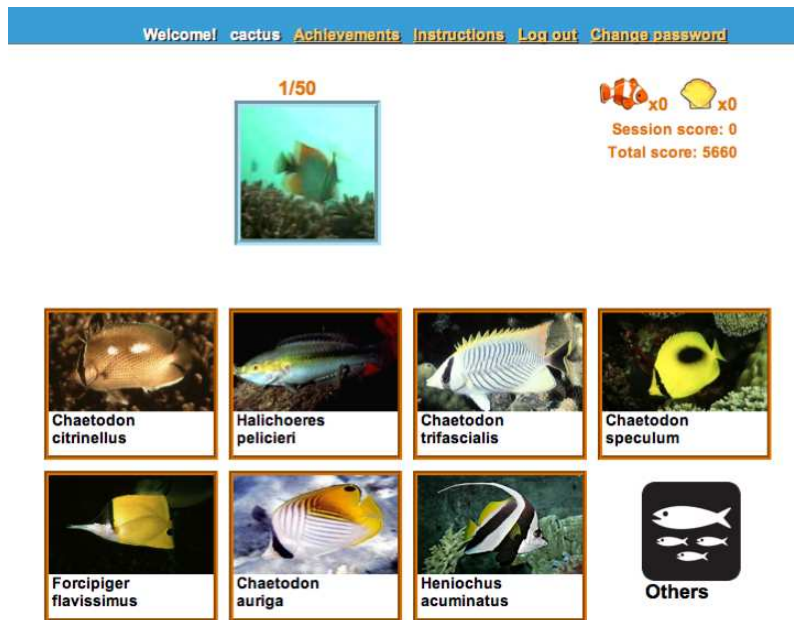 Welcome! cactus Achievements Instructions Log out Change password
1/50
x0 x0
Session score: 0
Total score: 5660
Chaetodon
citrinellus
Halichoeres
pelicieri
Chaetodon
trifascialis
Chaetodon
speculum
Forcipiger
flavissimus
Chaetodon
auriga
Heniochus
acuminatus
Others